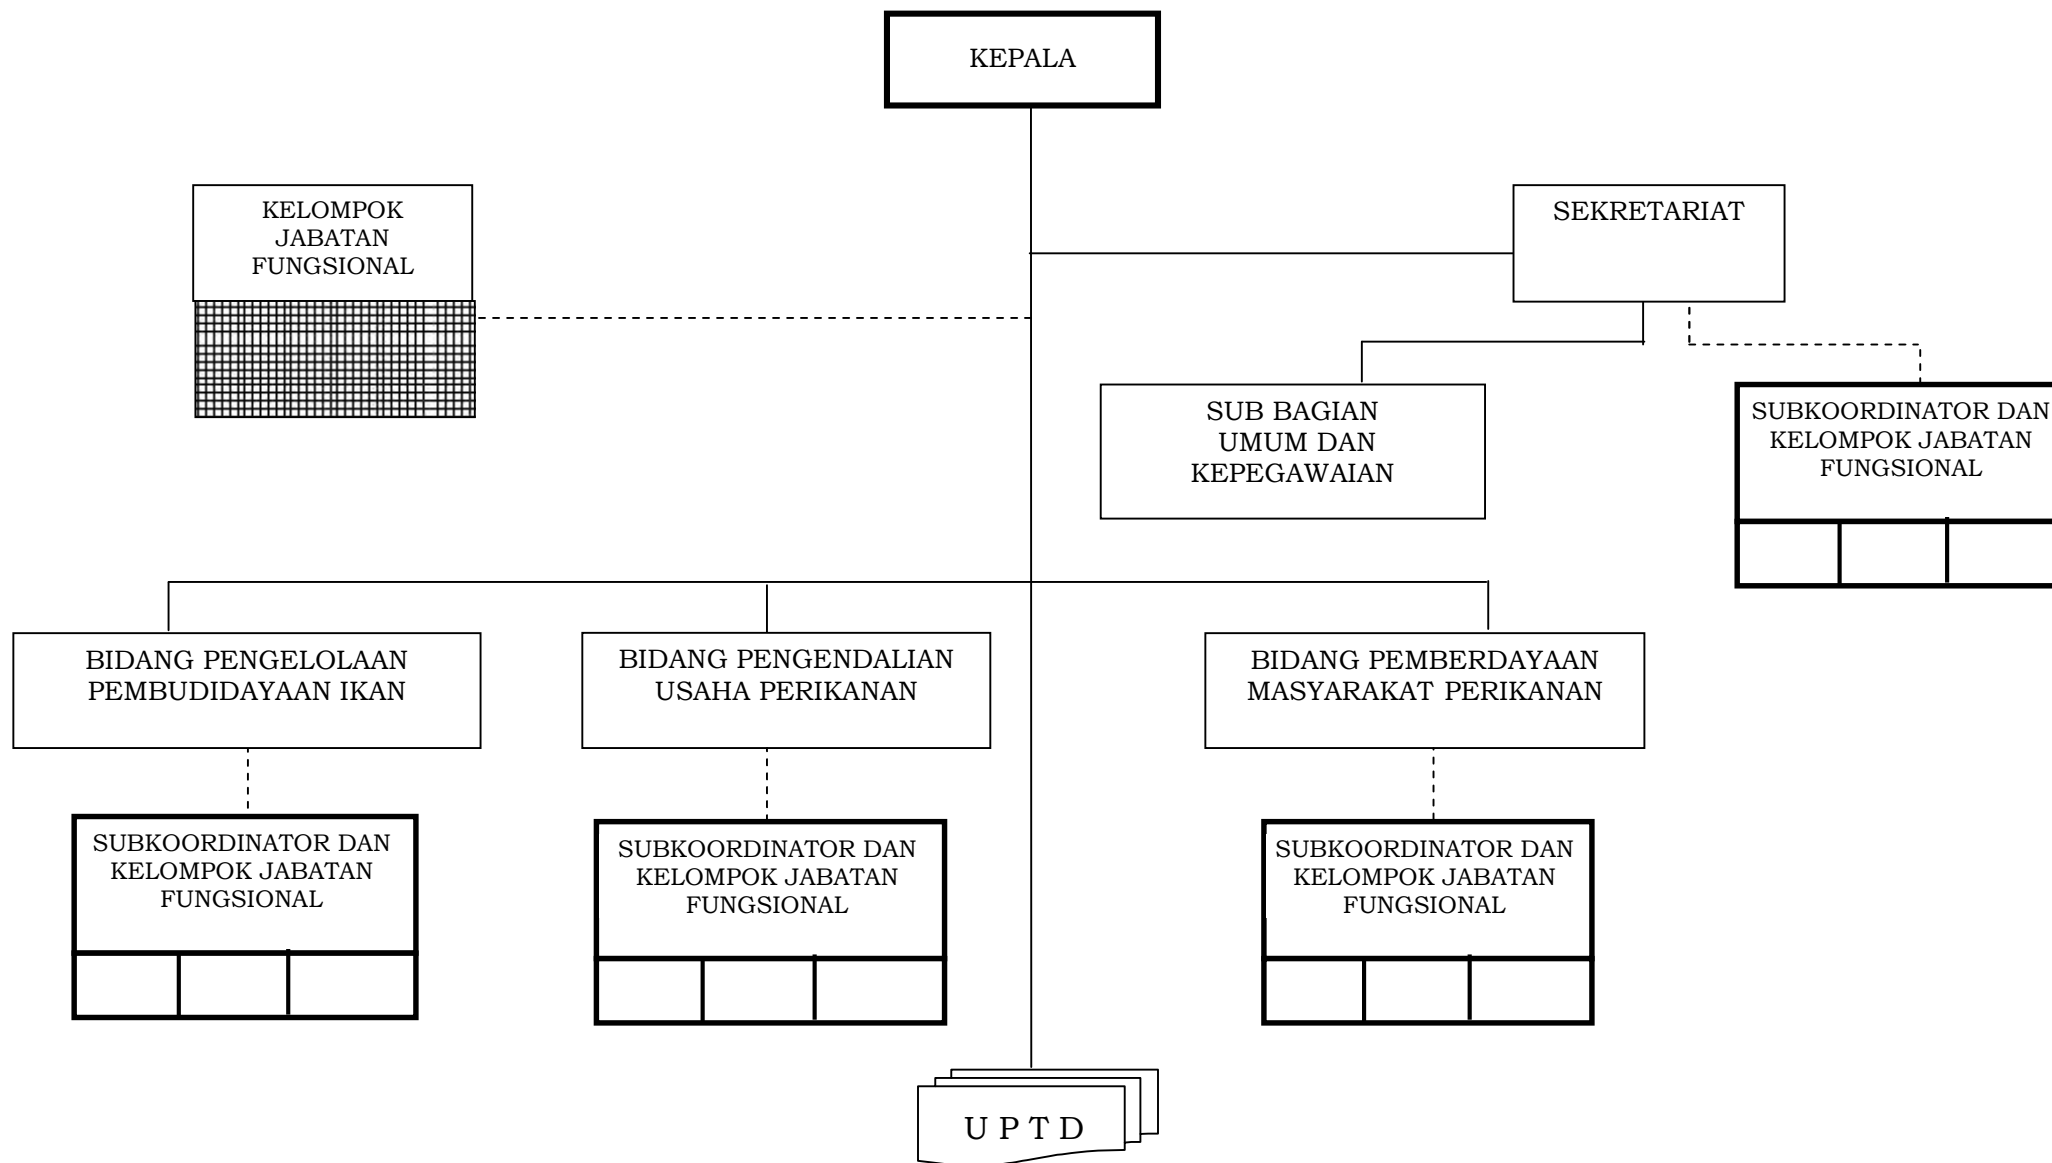 KEPALA
KELOMPOK
JABATAN
FUNGSIONAL
SEKRETARIAT
SUB BAGIAN
UMUM DAN
KEPEGAWAIAN
SUBKOORDINATOR DAN
KELOMPOK JABATAN
FUNGSIONAL
BIDANG PENGELOLAAN
PEMBUDIDAYAAN IKAN
BIDANG PENGENDALIAN
USAHA PERIKANAN
BIDANG PEMBERDAYAAN
MASYARAKAT PERIKANAN
SUBKOORDINATOR DAN
KELOMPOK JABATAN
FUNGSIONAL
SUBKOORDINATOR DAN
KELOMPOK JABATAN
FUNGSIONAL
SUBKOORDINATOR DAN
KELOMPOK JABATAN
FUNGSIONAL
U P T D